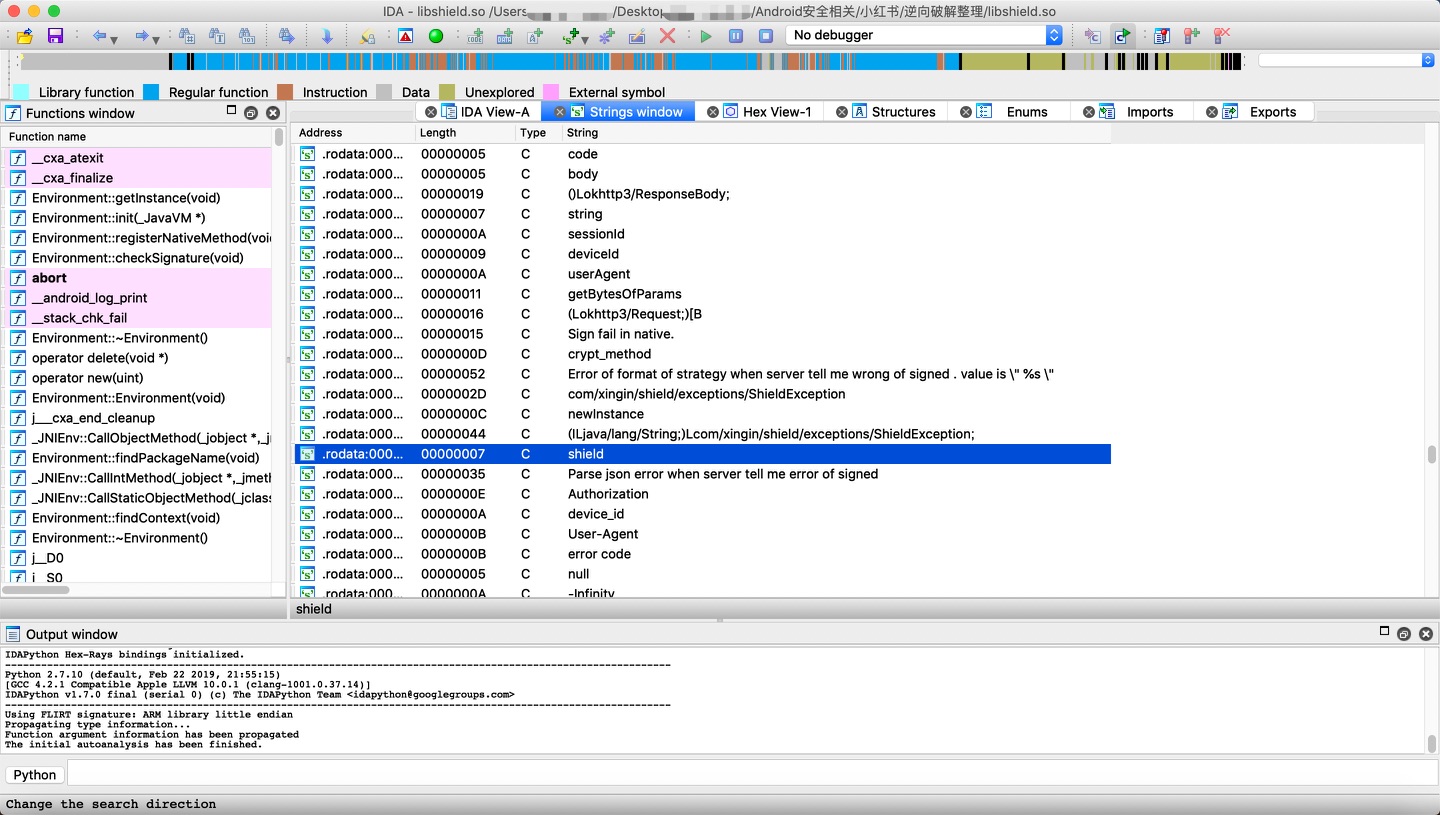 IDA - libshield.so /Users /Desktop /Android安全相关/小红书/逆向破解整理/libshield.so
No debugger
Library function Regular function Instruction Data Unexplored External symbol
Functions window
IDA View-A Strings window Hex View-1 Structures Enums Imports Exports
Function name
__cxa_atexit
__cxa_finalize
Environment::getInstance(void)
Environment::init(_JavaVM *)
Environment::registerNativeMethod(voi
Environment::checkSignature(void)
abort
__android_log_print
__stack_chk_fail
Environment::~Environment()
operator delete(void *)
operator new(uint)
Environment::Environment(void)
j___cxa_end_cleanup
_JNIEnv::CallObjectMethod(_jobject *,_j
Environment::findPackageName(void)
_JNIEnv::CallIntMethod(_jobject *,_jmeth
_JNIEnv::CallStaticObjectMethod(_jclass
Environment::findContext(void)
Environment::~Environment()
j__D0
j__S0
Address Length Type String
.rodata:000... 00000005 C code
.rodata:000... 00000005 C body
.rodata:000... 00000019 C ()Lokhttp3/ResponseBody;
.rodata:000... 00000007 C string
.rodata:000... 0000000A C sessionId
.rodata:000... 00000009 C deviceId
.rodata:000... 0000000A C userAgent
.rodata:000... 00000011 C getBytesOfParams
.rodata:000... 00000016 C (Lokhttp3/Request;)[B
.rodata:000... 00000015 C Sign fail in native.
.rodata:000... 0000000D C crypt_method
.rodata:000... 00000052 C Error of format of strategy when server tell me wrong of signed . value is \" %s \"
.rodata:000... 0000002D C com/xingin/shield/exceptions/ShieldException
.rodata:000... 0000000C C newInstance
.rodata:000... 00000044 C (ILjava/lang/String;)Lcom/xingin/shield/exceptions/ShieldException;
.rodata:000... 00000007 C shield
.rodata:000... 00000035 C Parse json error when server tell me error of signed
.rodata:000... 0000000E C Authorization
.rodata:000... 0000000A C device_id
.rodata:000... 0000000B C User-Agent
.rodata:000... 0000000B C error code
.rodata:000... 00000005 C null
.rodata:000... 0000000A C -Infinity
shield
Output window
IDAPython Hex-Rays bindings initialized.
Python 2.7.10 (default, Feb 22 2019, 21:55:15)
[GCC 4.2.1 Compatible Apple LLVM 10.0.1 (clang-1001.0.37.14)]
IDAPython v1.7.0 final (serial 0) (c) The IDAPython Team <idapython@googlegroups.com>
Using FLIRT signature: ARM library little endian
Propagating type information...
Function argument information has been propagated
The initial autoanalysis has been finished.
Python
Change the search direction